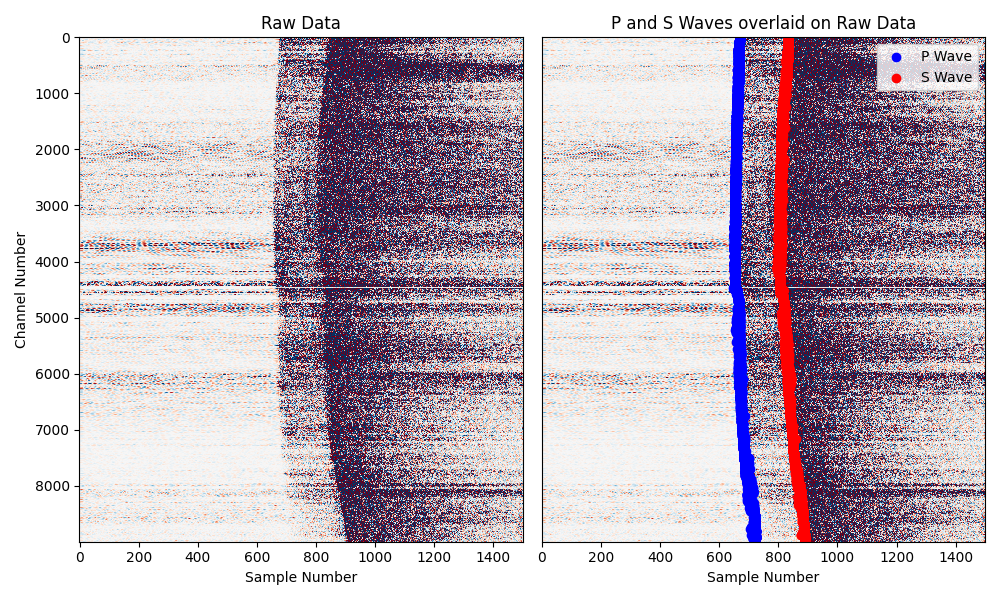 Raw Data
P and S Waves overlaid on Raw Data
P Wave
S Wave
Channel Number
0
1000
2000
3000
4000
5000
6000
7000
8000
0 200 400 600 800 1000 1200 1400
0 200 400 600 800 1000 1200 1400
Sample Number
Sample Number